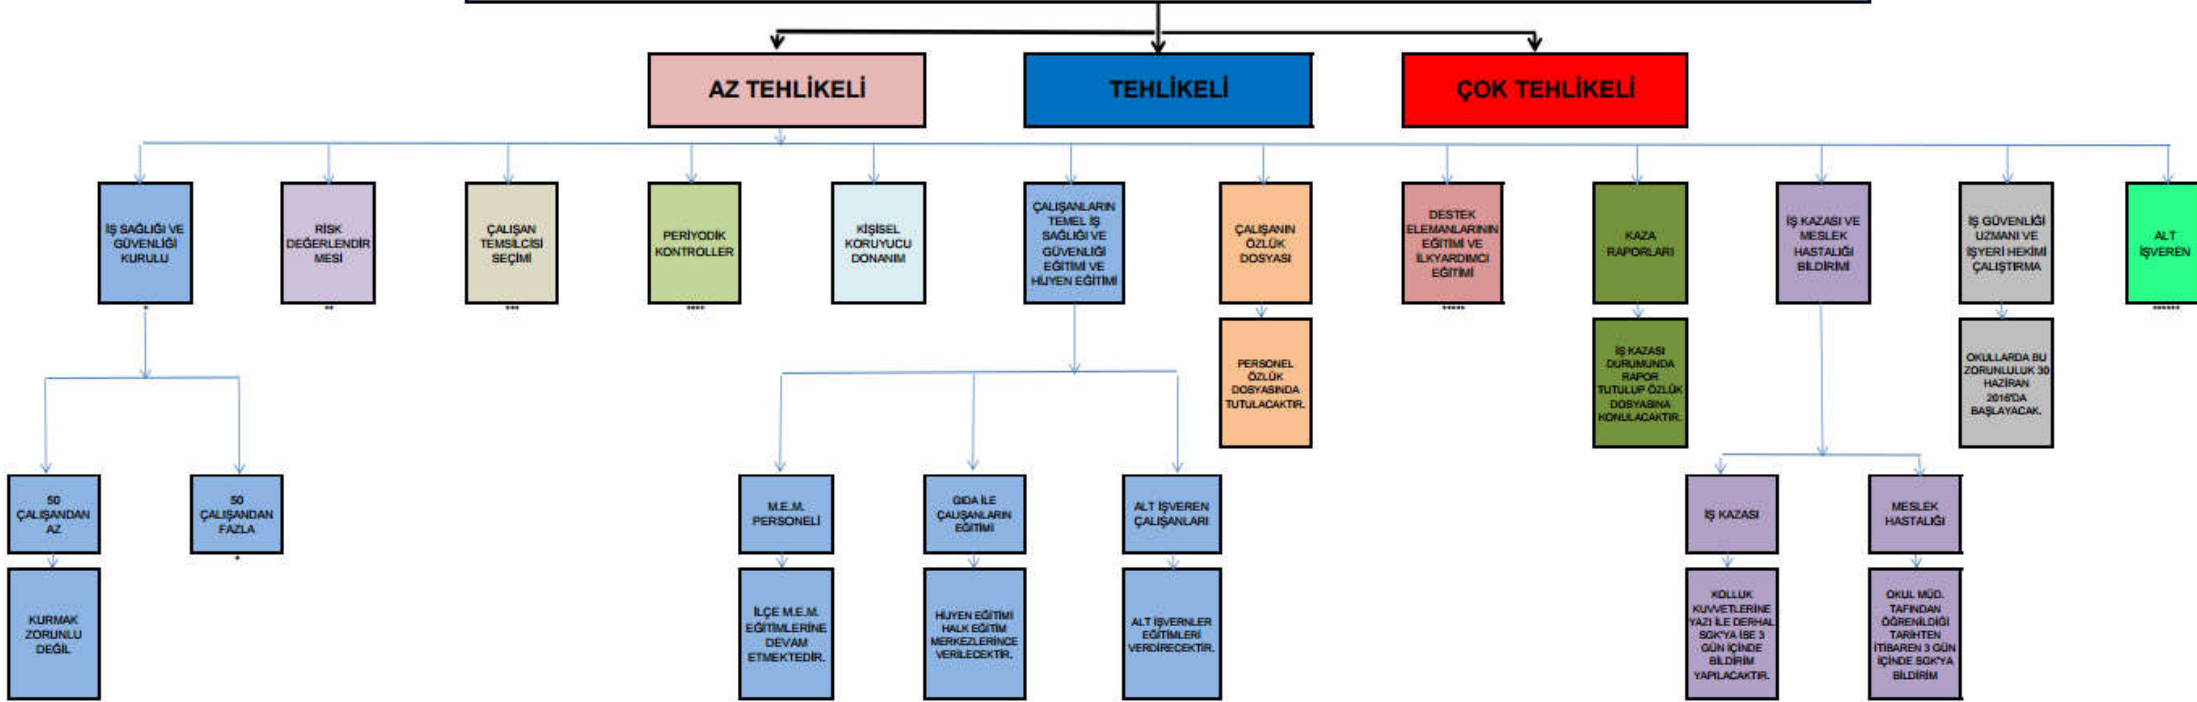 AZ TEHLİKELİ
TEHLİKELİ
ÇOK TEHLİKELİ
İŞ SAĞLIĞI VE
GÜVENLİĞİ
KURULU
*
RİSK
DEĞERLENDİR
MESİ
**
ÇALIŞAN
TEMSİLCİSİ
SEÇİMİ
***
PERİYODİK
KONTROLLER
****
KİŞİSEL
KORUYUCU
DONANIM
ÇALIŞANLARIN
TEMEL İŞ
SAĞLIĞI VE
GÜVENLİĞİ
EĞİTİMİ VE
HİJYEN EĞİTİMİ
ÇALIŞANIN
ÖZLÜK
DOSYASI
DESTEK
ELEMANLARININ
EĞİTİMİ VE
İLKYARDIMCI
EĞİTİMİ
*****
KAZA
RAPORLARI
İŞ KAZASI VE
MESLEK
HASTALIĞI
BİLDİRİMİ
İŞ GÜVENLİĞİ
UZMANI VE
İŞYERİ HEKİMİ
ÇALIŞTIRMA
ALT
İŞVEREN
******
PERSONEL
ÖZLÜK
DOSYASINDA
TUTULACAKTIR.
İŞ KAZASI
DURUMUNDA
RAPOR
TUTULUP ÖZLÜK
DOSYASINA
KONULACAKTIR.
OKULLARDA BU
ZORUNLULUK 30
HAZİRAN
2016'DA
BAŞLAYACAK.
50
ÇALIŞANDAN
AZ
50
ÇALIŞANDAN
FAZLA
*
M.E.M.
PERSONELİ
GIDA İLE
ÇALIŞANLARIN
EĞİTİMİ
ALT İŞVEREN
ÇALIŞANLARI
İŞ KAZASI
MESLEK
HASTALIĞI
KURMAK
ZORUNLU
DEĞİL
İLÇE M.E.M.
EĞİTİMLERİNE
DEVAM
ETMEKTEDİR.
HİJYEN EĞİTİMİ
HALK EĞİTİM
MERKEZLERİNCE
VERİLECEKTİR.
ALT İŞVERNLER
EĞİTİMLERİ
VERDİRECEKTİR.
KOLLUK
KUVVETLERİNE
YAZI İLE DERHAL
SGK'YA İSE 3
GÜN İÇİNDE
BİLDİRİM
YAPILACAKTIR.
OKUL MÜD.
TAFINDAN
ÖĞRENİLDİĞİ
TARİHTEN
İTİBAREN 3 GÜN
İÇİNDE SGK'YA
BİLDİRİM